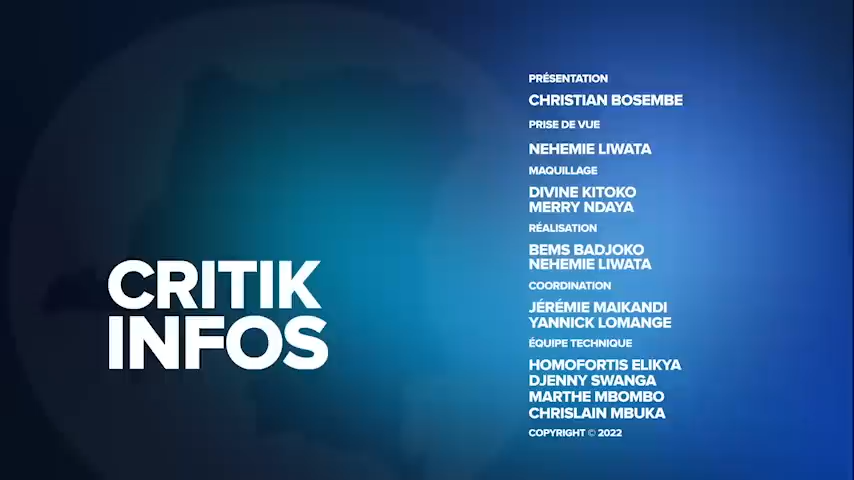 CRITIK
INFOS
PRÉSENTATION
CHRISTIAN BOSEMBE
PRISE DE VUE
NEHEMIE LIWATA
MAQUILLAGE
DIVINE KITOKO
MERRY NDAYA
RÉALISATION
BEMS BADJOKO
NEHEMIE LIWATA
COORDINATION
JÉRÉMIE MAIKANDI
YANNICK LOMANGE
ÉQUIPE TECHNIQUE
HOMOFORTIS ELIKYA
DJENNY SWANGA
MARTHE MBOMBO
CHRISLAIN MBUKA
COPYRIGHT © 2022